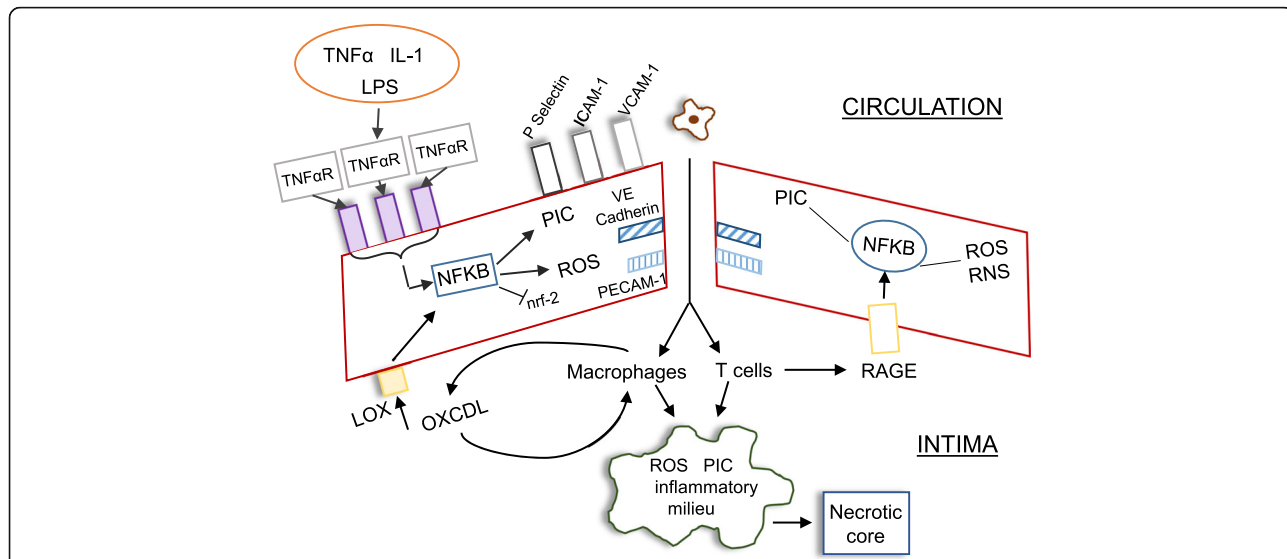 TNFα IL-1
LPS
TNFαR
TNFαR
TNFαR
P Selectin
ICAM-1
VCAM-1
CIRCULATION
PIC
VE
Cadherin
NFKB
ROS
nrf-2
PECAM-1
PIC
NFKB
ROS
RNS
LOX
OXCDL
Macrophages
T cells
RAGE
INTIMA
ROS PIC
inflammatory
milieu
Necrotic
core